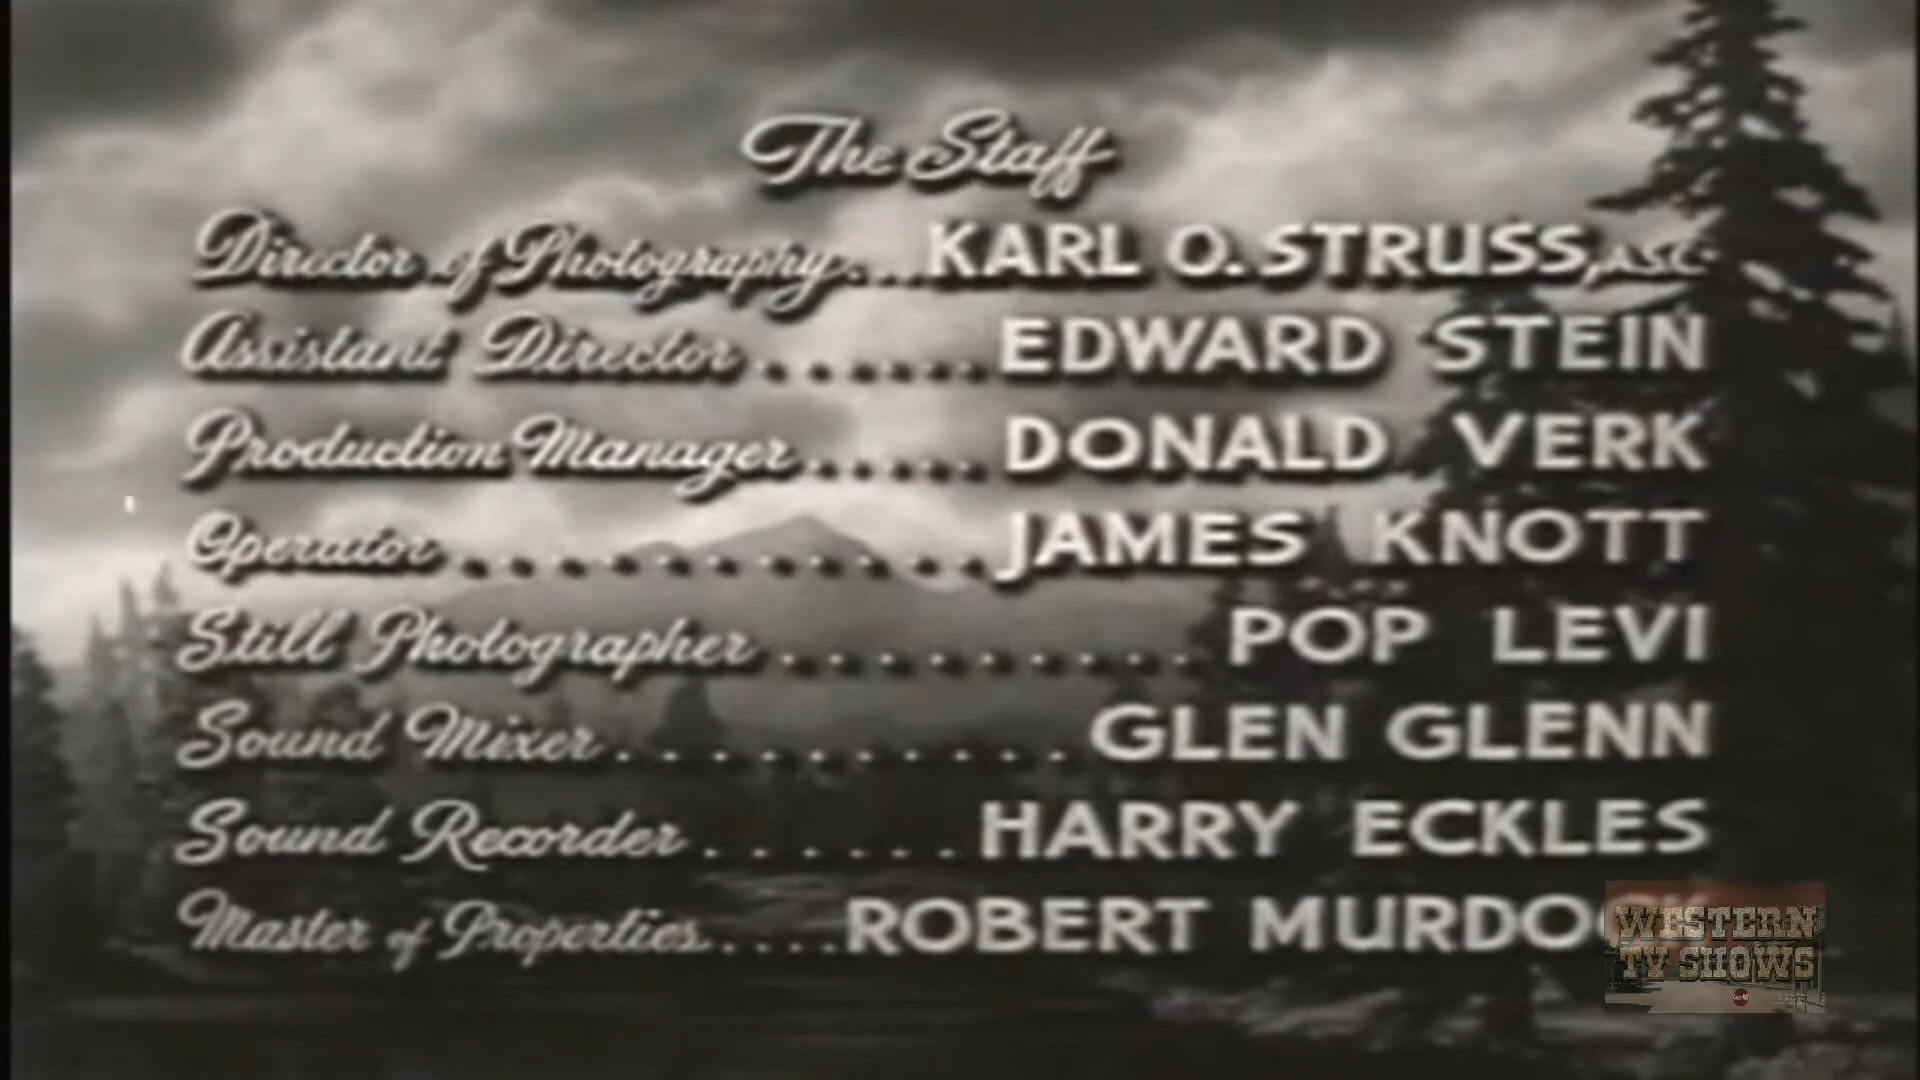 The Staff
Director of Photography....KARL O. STRUSS, A.S.C.
Assistant Director......EDWARD STEIN
Production Manager.....DONALD VERK
Operator...........JAMES KNOTT
Still Photographer.........POP LEVI
Sound Mixer..........GLEN GLENN
Sound Recorder......HARRY ECKLES
Master of Properties....ROBERT
WESTERN
TV SHOWS